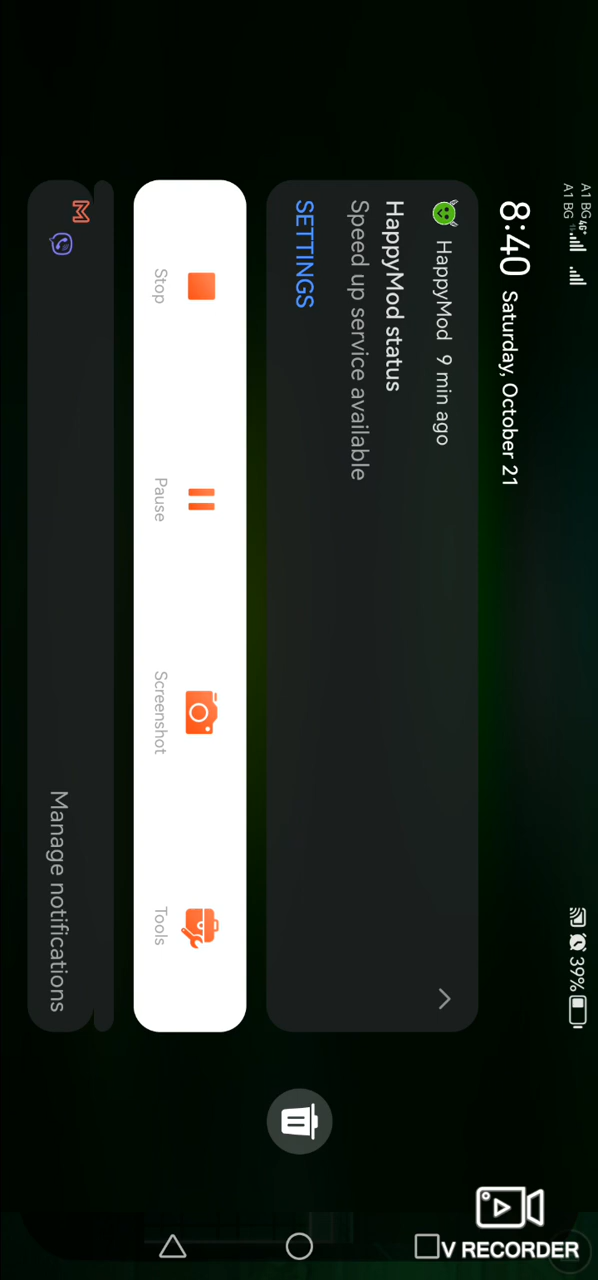 A1 BG 4G+
A1 BG
39%
8:40 Saturday, October 21
HappyMod 9 min ago
HappyMod status
Speed up service available
SETTINGS
Stop
Pause
Screenshot
Tools
Manage notifications
V RECORDER